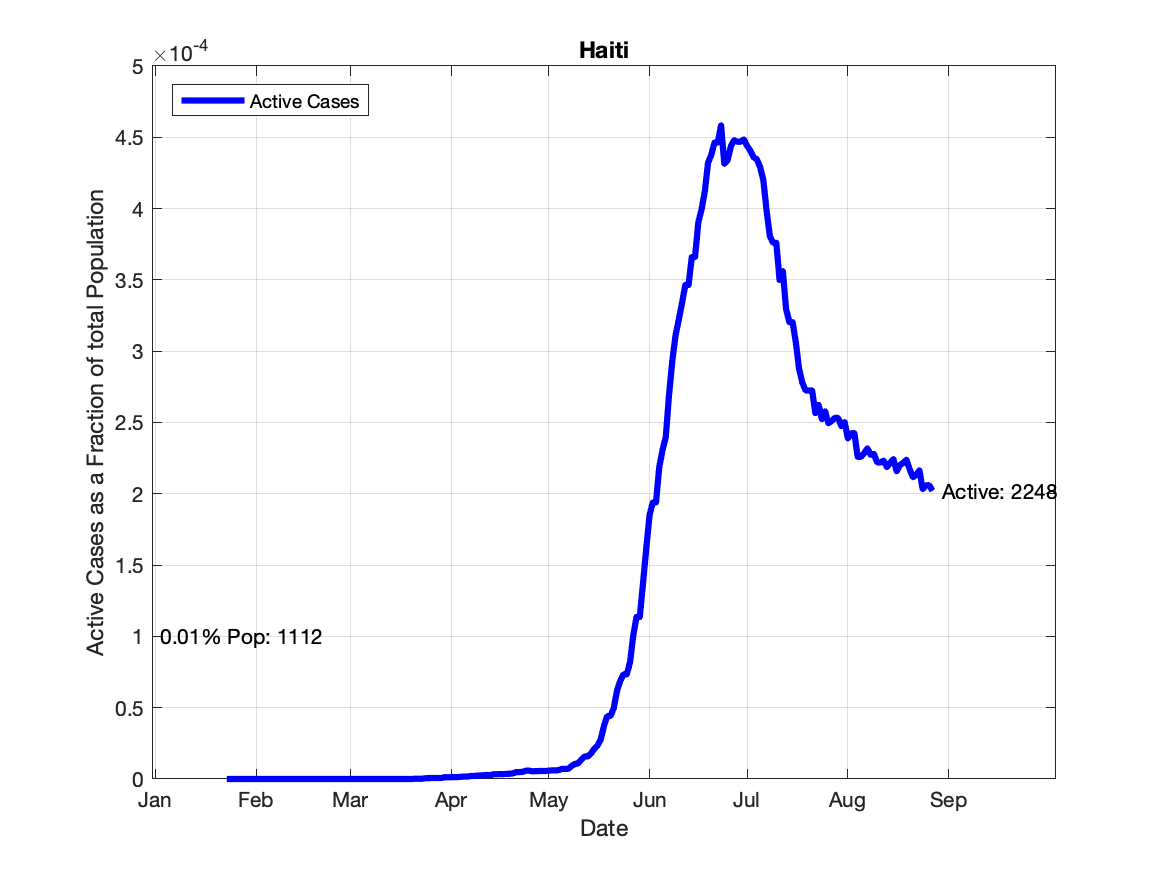 Haiti
×10-4
Active Cases
5
4.5
4
3.5
3
2.5
2
1.5
1
0.5
0
Active Cases as a Fraction of total Population
Active: 2248
0.01% Pop: 1112
Jan Feb Mar Apr May Jun Jul Aug Sep
Date